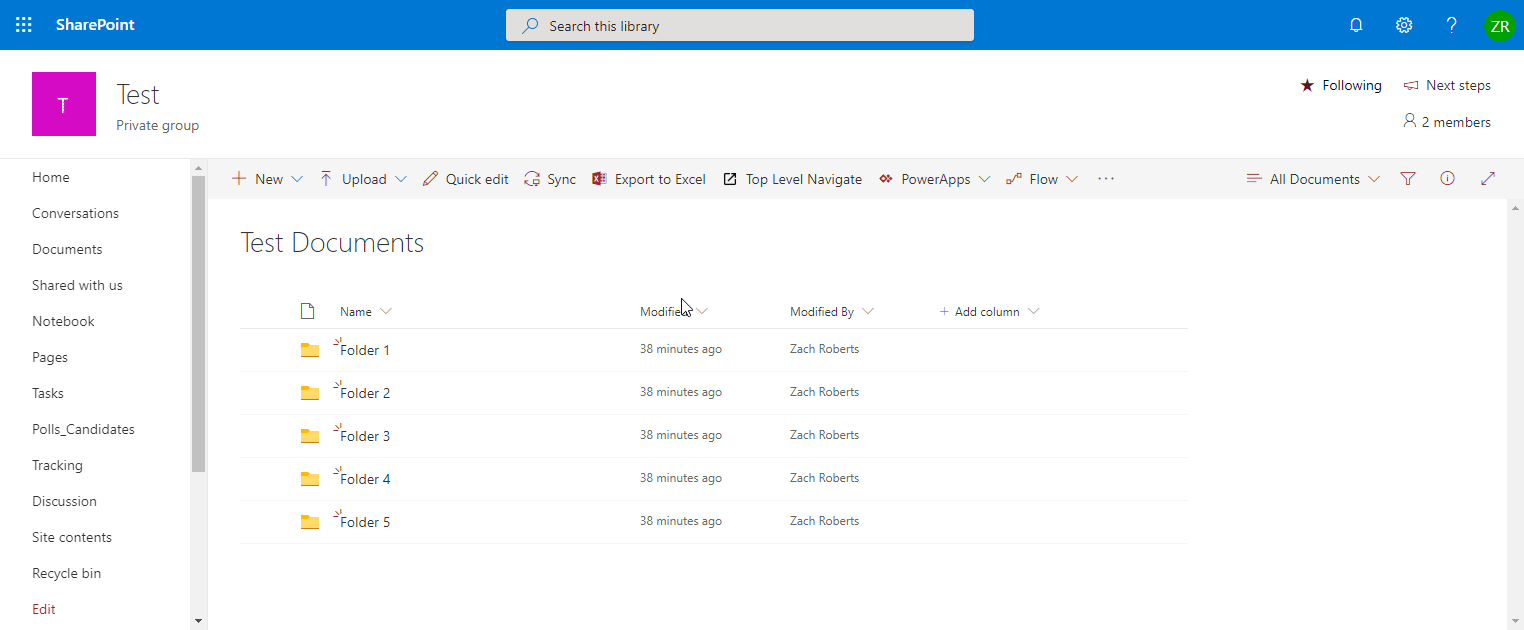 SharePoint
Search this library
ZR
T
Test
Private group
Following
Next steps
2 members
Home
Conversations
Documents
Shared with us
Notebook
Pages
Tasks
Polls_Candidates
Tracking
Discussion
Site contents
Recycle bin
Edit
New Upload Quick edit Sync Export to Excel Top Level Navigate PowerApps Flow ··· All Documents
Test Documents
Name Modified By + Add column
Folder 1 38 minutes ago Zach Roberts
Folder 2 38 minutes ago Zach Roberts
Folder 3 38 minutes ago Zach Roberts
Folder 4 38 minutes ago Zach Roberts
Folder 5 38 minutes ago Zach Roberts